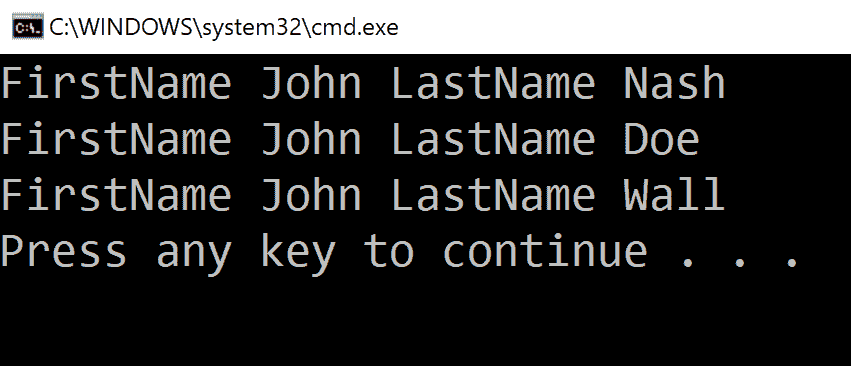 C:\WINDOWS\system32\cmd.exe
FirstName John LastName Nash
FirstName John LastName Doe
FirstName John LastName Wall
Press any key to continue . . .